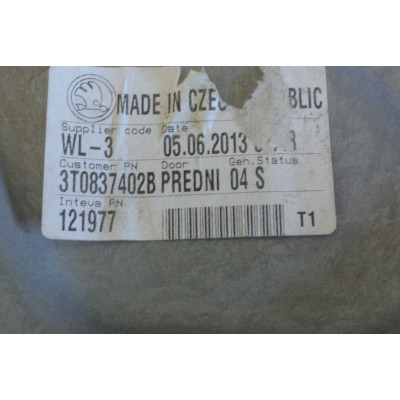 MADE IN CZEC BLIC
Supplier code Date
WL-3 05.06.2013
Customer PN Door Gen.Status
3T0837402B PREDNI 04 S
Inteva PN
121977 T1